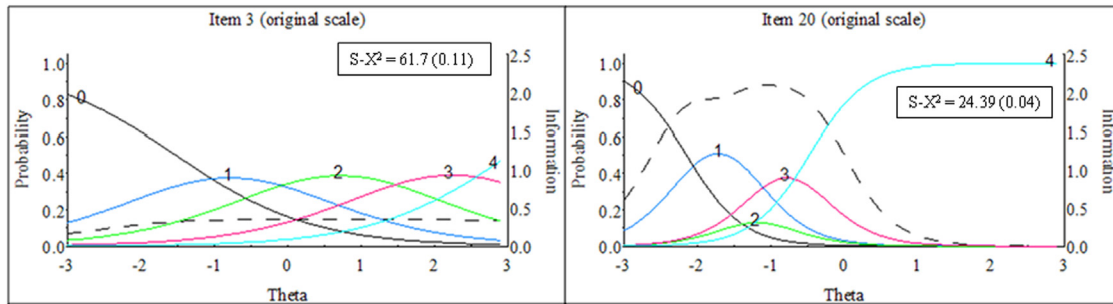 Item 3 (original scale)
S-X² = 61.7 (0.11)
Probability
1.0
0.8
0.6
0.4
0.2
0.0
0
1
2
3
4
2.5
2.0
1.5
1.0
0.5
0.0
Information
-3 -2 -1 0 1 2 3
Theta
Item 20 (original scale)
S-X² = 24.39 (0.04)
Probability
1.0
0.8
0.6
0.4
0.2
0.0
0
1
2
3
4
2.5
2.0
1.5
1.0
0.5
0.0
Information
-3 -2 -1 0 1 2 3
Theta